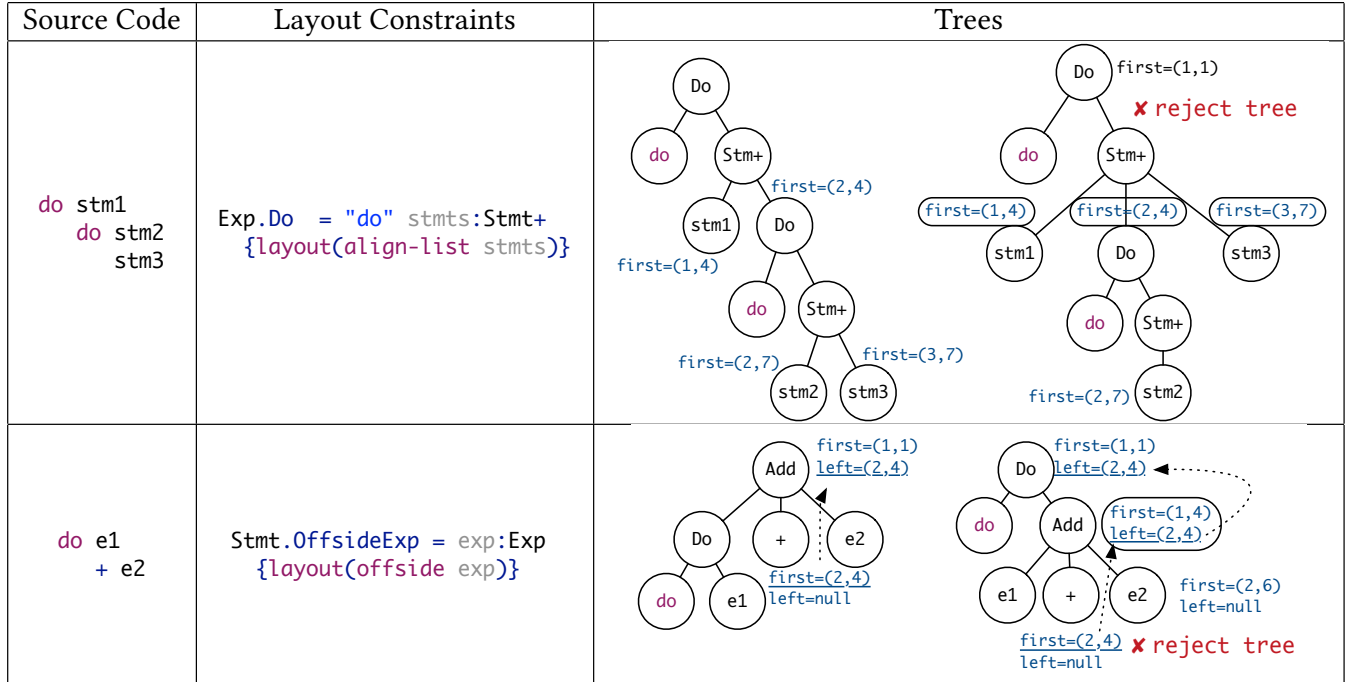 Source Code
Layout Constraints
Trees
do stm1
do stm2
stm3
Exp.Do = "do" stmts:Stmt+
{layout(align-list stmts)}
Do
do
Stm+
first=(2,4)
stm1
Do
first=(1,4)
do
Stm+
first=(2,7)
first=(3,7)
stm2
stm3
Do
first=(1,1)
✘ reject tree
do
Stm+
first=(1,4)
first=(2,4)
first=(3,7)
stm1
Do
stm3
do
Stm+
first=(2,7)
stm2
do e1
+ e2
Stmt.OffsideExp = exp:Exp
{layout(offside exp)}
Add
first=(1,1)
left=(2,4)
Do
+
e2
do
e1
first=(2,4)
left=null
Do
first=(1,1)
left=(2,4)
do
Add
first=(1,4)
left=(2,4)
e1
+
e2
first=(2,6)
left=null
first=(2,4)
left=null
✘ reject tree